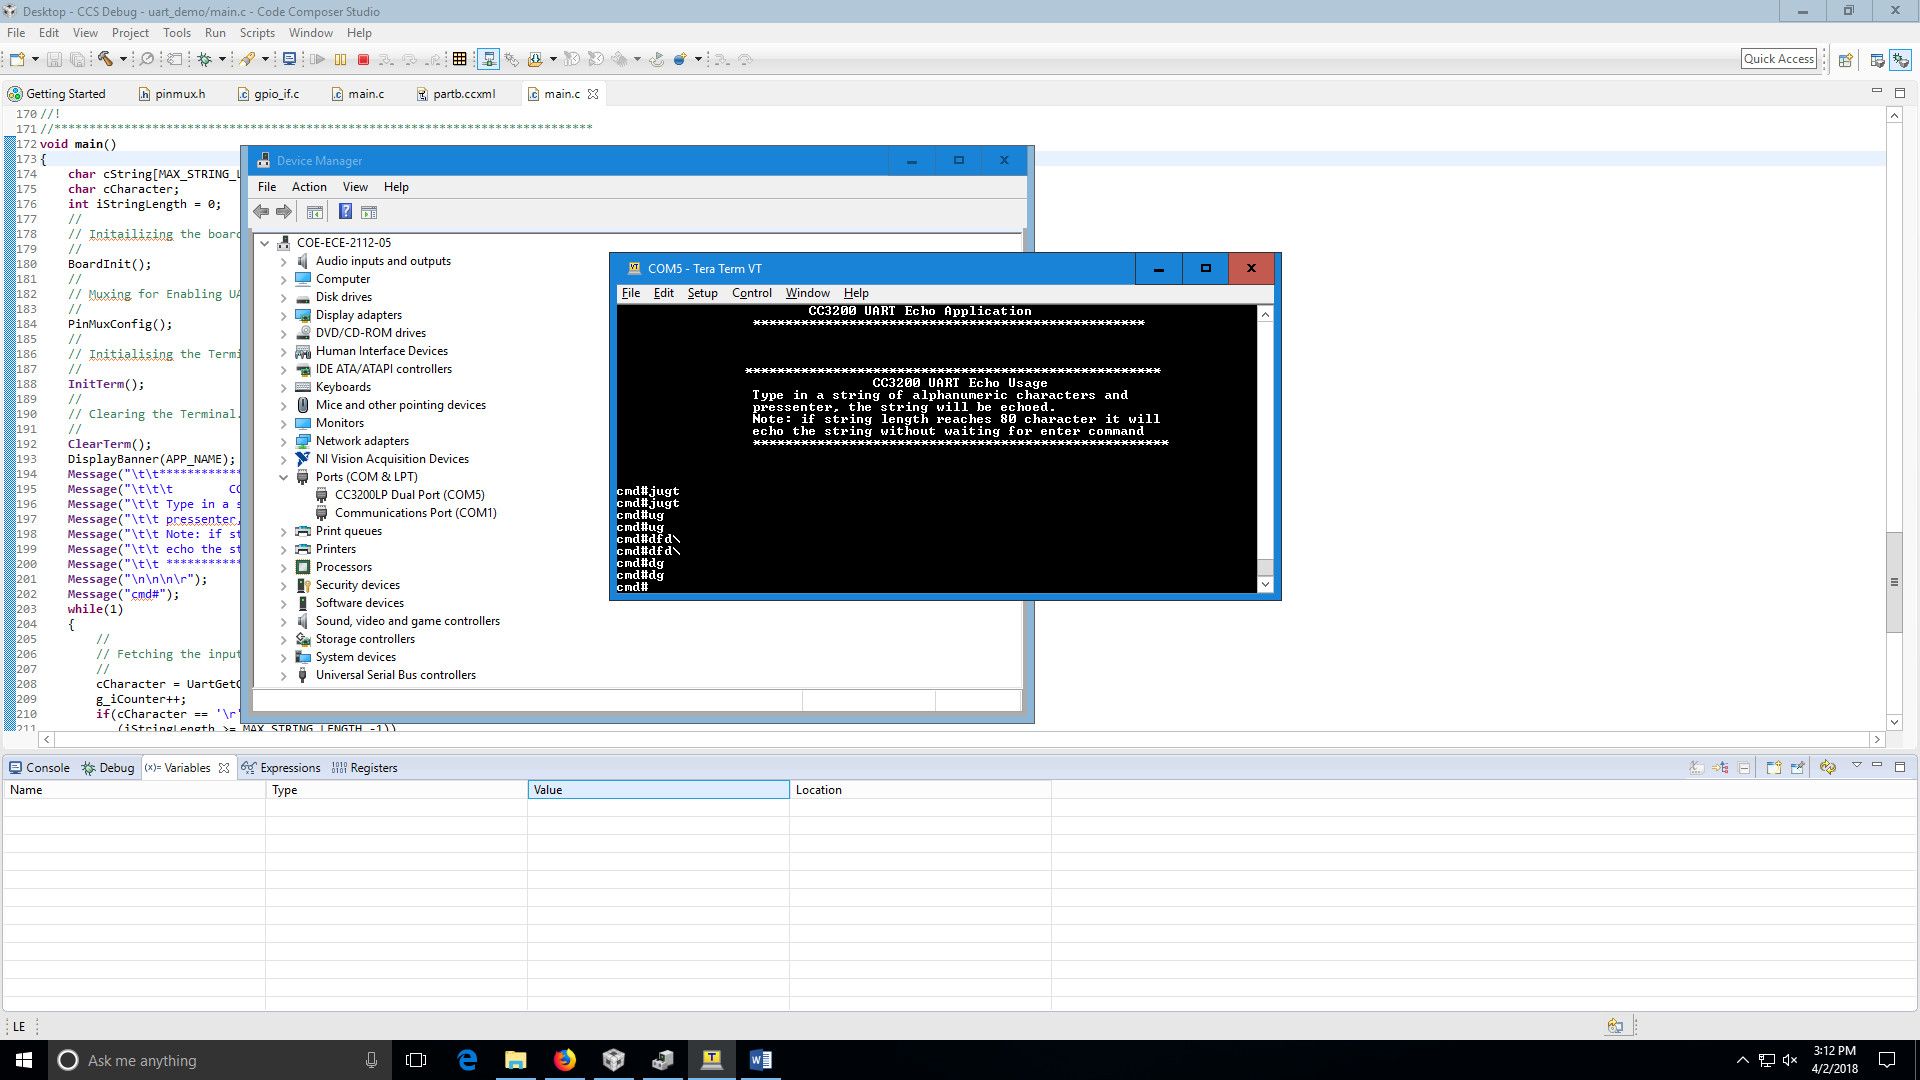 Desktop - CCS Debug - uart_demo/main.c - Code Composer Studio
File Edit View Project Tools Run Scripts Window Help
Quick Access
Getting Started pinmux.h gpio_if.c main.c partb.ccxml main.c
170 //!
171 //*****************************************************************************
172 void main()
173 {
174 char cString[MAX_STRING_L
175 char cCharacter;
176 int iStringLength = 0;
177 //
178 // Initailizing the boar
179 //
180 BoardInit();
181 //
182 // Muxing for Enabling UA
183 //
184 PinMuxConfig();
185 //
186 // Initialising the Termi
187 //
188 InitTerm();
189 //
190 // Clearing the Terminal.
191 //
192 ClearTerm();
193 DisplayBanner(APP_NAME);
194 Message("\t\t************
195 Message("\t\t\t CC
196 Message("\t\t Type in a s
197 Message("\t\t pressenter,
198 Message("\t\t Note: if st
199 Message("\t\t echo the st
200 Message("\t\t ***********
201 Message("\n\n\n\r");
202 Message("cmd#");
203 while(1)
204 {
205 //
206 // Fetching the input
207 //
208 cCharacter = UartGetC
209 g_iCounter++;
210 if(cCharacter == '\r'
211 (iStringLength >= MAX_STRING_LENGTH -1))
Device Manager
File Action View Help
COE-ECE-2112-05
Audio inputs and outputs
Computer
Disk drives
Display adapters
DVD/CD-ROM drives
Human Interface Devices
IDE ATA/ATAPI controllers
Keyboards
Mice and other pointing devices
Monitors
Network adapters
NI Vision Acquisition Devices
Ports (COM & LPT)
CC3200LP Dual Port (COM5)
Communications Port (COM1)
Print queues
Printers
Processors
Security devices
Software devices
Sound, video and game controllers
Storage controllers
System devices
Universal Serial Bus controllers
COM5 - Tera Term VT
File Edit Setup Control Window Help
CC3200 UART Echo Application
*************************************************
****************************************************
CC3200 UART Echo Usage
Type in a string of alphanumeric characters and
pressenter, the string will be echoed.
Note: if string length reaches 80 character it will
echo the string without waiting for enter command
****************************************************
cmd#jugt
cmd#jugt
cmd#ug
cmd#ug
cmd#dfd\
cmd#dfd\
cmd#dg
cmd#dg
cmd#
Console Debug (x)= Variables Expressions Registers
Name Type Value Location
LE
Ask me anything
3:12 PM
4/2/2018